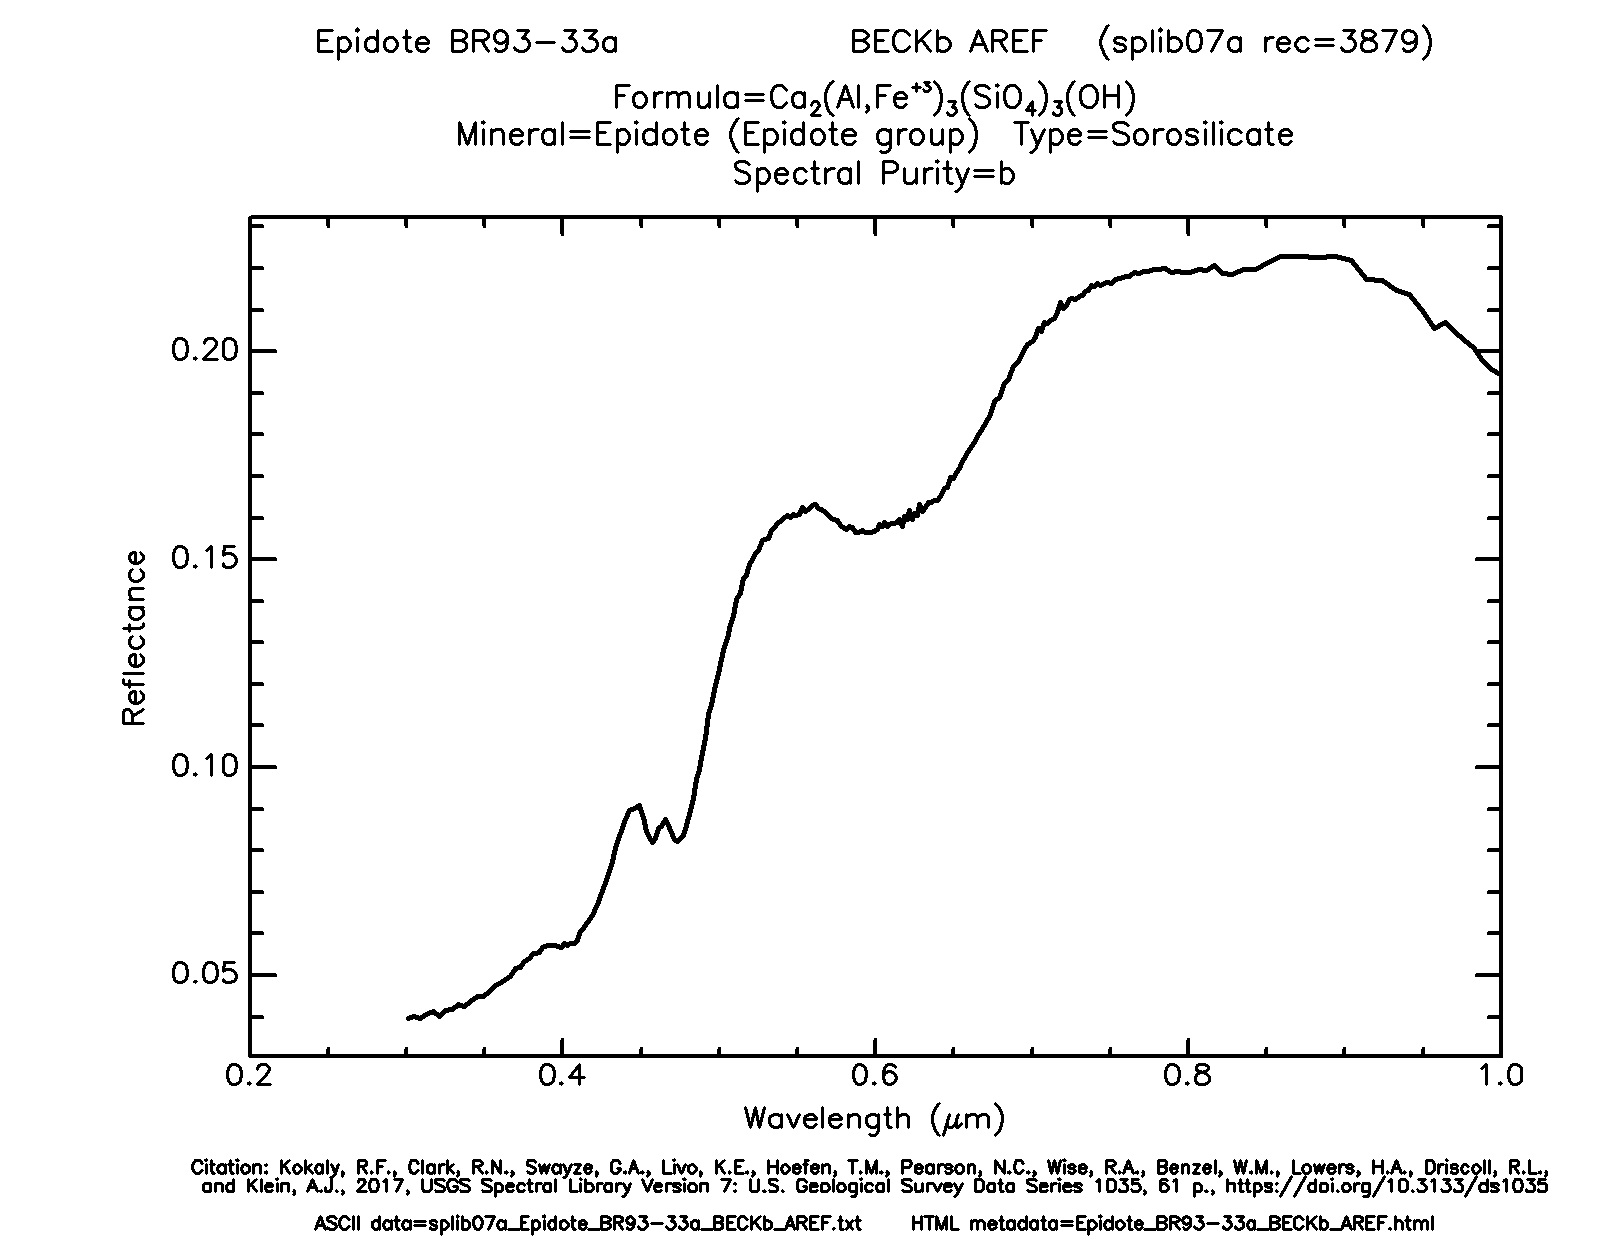 Epidote BR93-33a BECKb AREF (splib07a rec=3879)
Formula=Ca₂(Al,Fe⁺³)₃(SiO₄)₃(OH)
Mineral=Epidote (Epidote group) Type=Sorosilicate
Spectral Purity=b
Reflectance
0.20
0.15
0.10
0.05
0.2 0.4 0.6 0.8 1.0
Wavelength (μm)
Citation: Kokaly, R.F., Clark, R.N., Swayze, G.A., Livo, K.E., Hoefen, T.M., Pearson, N.C., Wise, R.A., Benzel, W.M., Lowers, H.A., Driscoll, R.L.,
and Klein, A.J., 2017, USGS Spectral Library Version 7: U.S. Geological Survey Data Series 1035, 61 p., https://doi.org/10.3133/ds1035
ASCII data=splib07a_Epidote_BR93-33a_BECKb_AREF.txt HTML metadata=Epidote_BR93-33a_BECKb_AREF.html